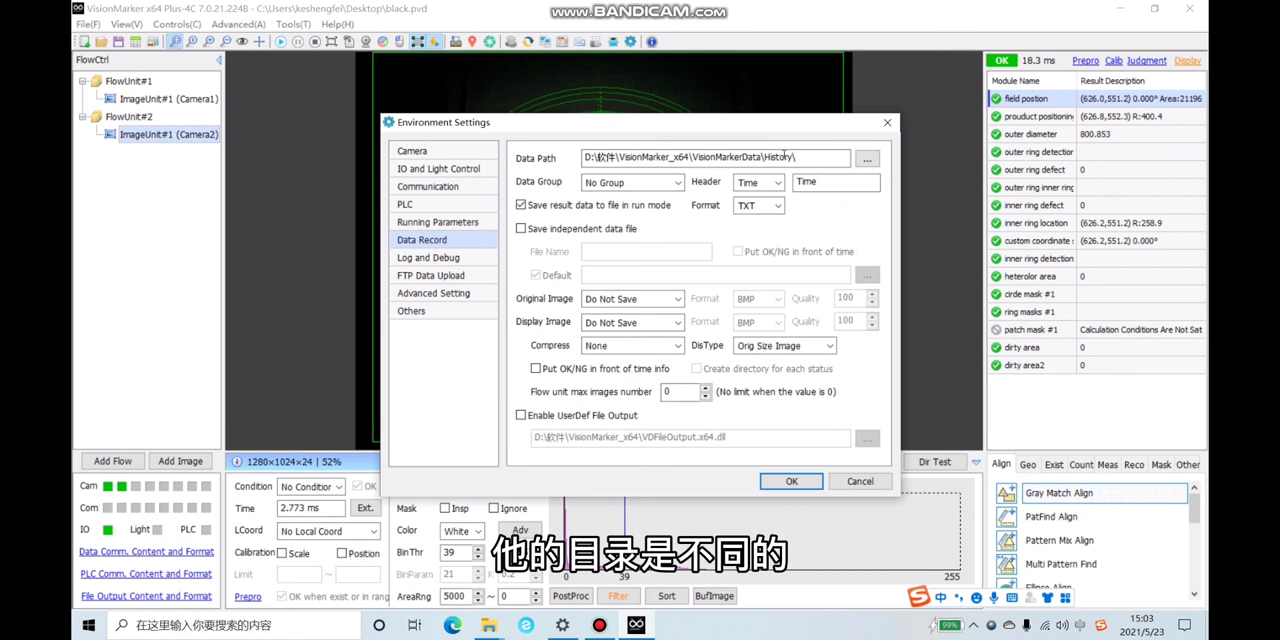 VisionMarker x64 Plus-4C 7.0.21.224B - C:\Users\keshengfei\Desktop\black.pvd
www.BANDICAM.com
File(F) View(V) Controls(C) Advanced(A) Tools(T) Help(H)
FlowCtrl
FlowUnit#1
ImageUnit#1 (Camera1)
FlowUnit#2
ImageUnit#1 (Camera2)
OK 18.3 ms Prepro Calib Judgment Display
Module Name Result Description
field postion (626.0,551.2) 0.000° Area:21196
prouduct positioning (626.8,552.3) R:400.4
outer diameter 800.853
outer ring detection
outer ring defect 0
outer ring inner ring
inner ring defect 0
inner ring location (626.2,551.1) R:258.9
custom coordinate s (626.2,551.1) 0.000°
inner ring detection
heterolor area 0
cirde mask #1
ring masks #1
patch mask #1 Calculation Conditions Are Not Sat
dirty area 0
dirty area2 0
Environment Settings
Camera
IO and Light Control
Communication
PLC
Running Parameters
Data Record
Log and Debug
FTP Data Upload
Advanced Setting
Others
Data Path D:\软件\VisionMarker_x64\VisionMarkerData\History\ ...
Data Group No Group Header Time Time
Save result data to file in run mode Format TXT
Save independent data file
File Name Put OK/NG in front of time
Default ...
Original Image Do Not Save Format BMP Quality 100
Display Image Do Not Save Format BMP Quality 100
Compress None DisType Orig Size Image
Put OK/NG in front of time info Create directory for each status
Flow unit max images number 0 (No limit when the value is 0)
Enable UserDef File Output
D:\软件\VisionMarker_x64\VDFileOutput.x64.dll ...
OK Cancel
Add Flow Add Image
1280×1024×24 | 52%
Dir Test
Align Geo Exist Count Meas Reco Mask Other
Cam
Com
IO Light PLC
Data Comm. Content and Format
PLC Comm. Content and Format
File Output Content and Format
Condition No Condition OK
Time 2.773 ms Ext.
LCoord No Local Coord
Calibration Scale Position
Limit ~
Prepro OK when exist or in rang
Mask Insp Ignore
Color White Adv
BinThr 39
BinParam 21 K 0.2
AreaRng 5000 ~ 0
0 39 255
PostProc Filter Sort BufImage
Gray Match Align
PatFind Align
Pattern Mix Align
Multi Pattern Find
他的目录是不同的
中
在这里输入你要搜索的内容
99%
中
15:03
2021/5/23